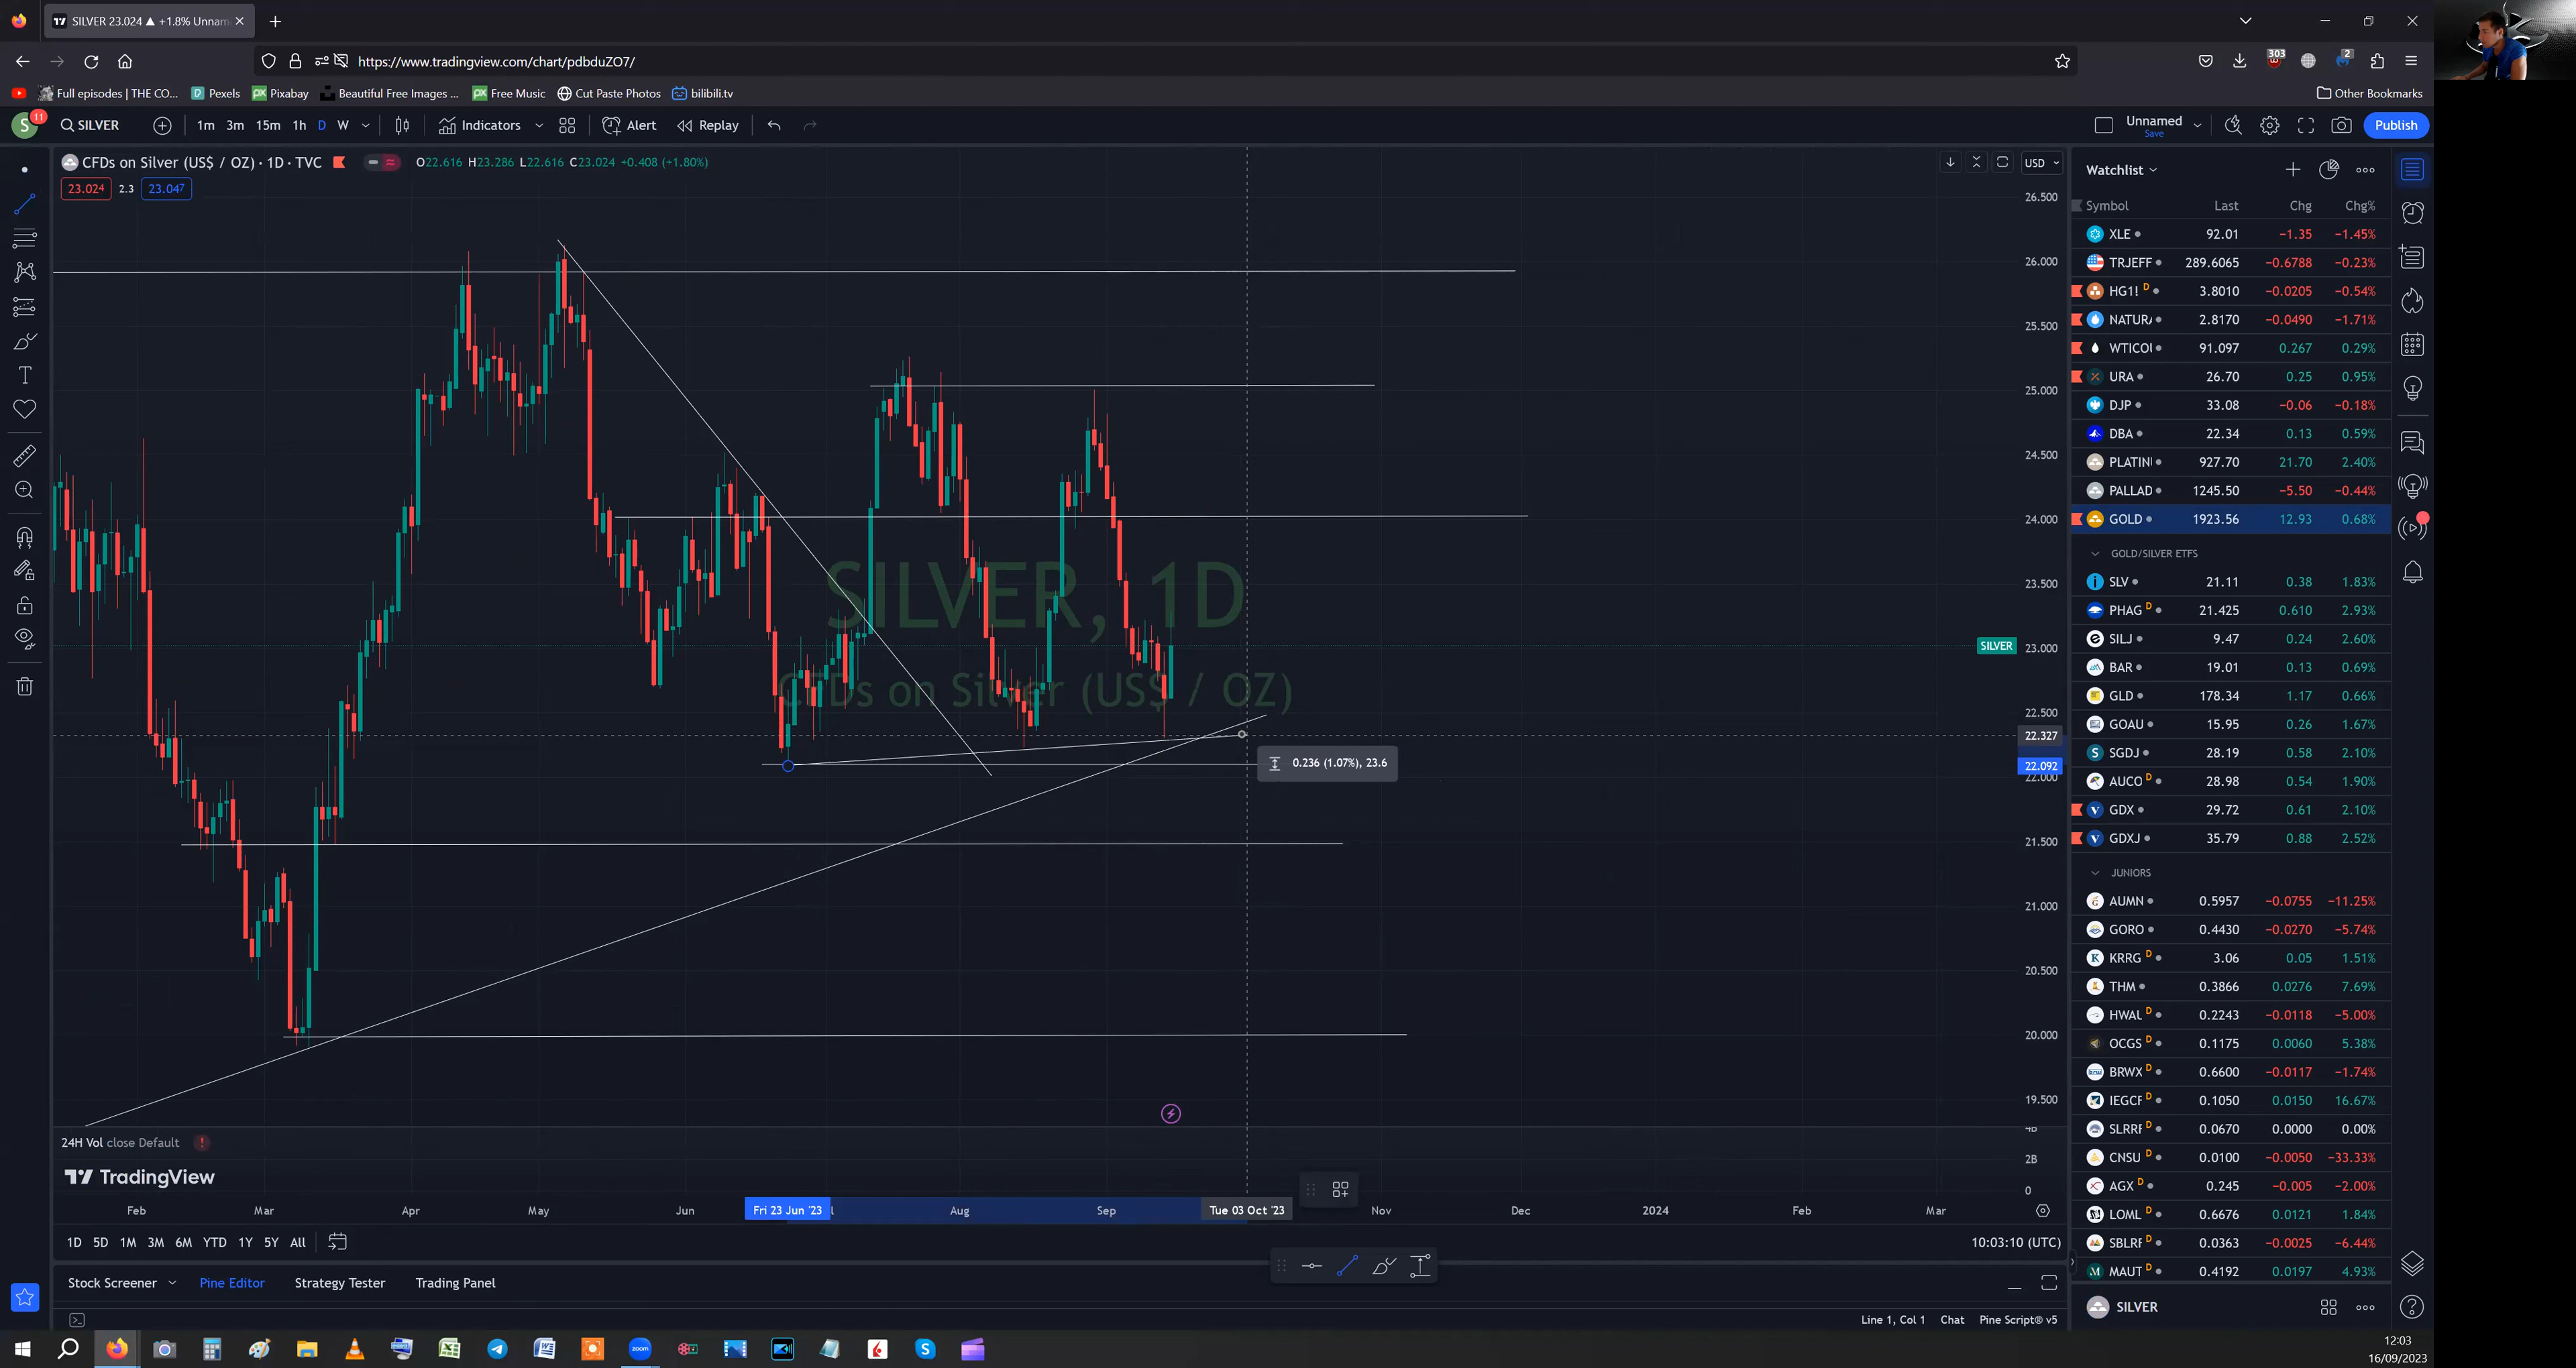 SILVER 23.024 ▲ +1.8% Unnam
https://www.tradingview.com/chart/pdbduZO7/
303
2
Full episodes | THE CO...
Pexels
Pixabay
Beautiful Free Images ...
Free Music
Cut Paste Photos
bilibili.tv
Other Bookmarks
S
11
SILVER
1m 3m 15m 1h D W
Indicators
Alert
Replay
Unnamed
Save
Publish
CFDs on Silver (US$ / OZ) · 1D · TVC
O22.616 H23.286 L22.616 C23.024 +0.408 (+1.80%)
USD
23.024 2.3 23.047
26.500
26.000
25.500
25.000
24.500
24.000
23.500
SILVER 23.000
22.500
22.327
22.092
22.000
21.500
21.000
20.500
20.000
19.500
SILVER, 1D
CFDs on Silver (US$ / OZ)
0.236 (1.07%), 23.6
24H Vol close Default
4B
2B
0
TradingView
Feb Mar Apr May Jun Fri 23 Jun '23 Aug Sep Tue 03 Oct '23 Nov Dec 2024 Feb Mar
1D 5D 1M 3M 6M YTD 1Y 5Y All
10:03:10 (UTC)
Stock Screener
Pine Editor
Strategy Tester
Trading Panel
Line 1, Col 1
Chat
Pine Script® v5
Watchlist
Symbol Last Chg Chg%
XLE 92.01 −1.35 −1.45%
TRJEFF 289.6065 −0.6788 −0.23%
HG1! D 3.8010 −0.0205 −0.54%
NATUR 2.8170 −0.0490 −1.71%
WTICO 91.097 0.267 0.29%
URA 26.70 0.25 0.95%
DJP 33.08 −0.06 −0.18%
DBA 22.34 0.13 0.59%
PLATIN 927.70 21.70 2.40%
PALLAD 1245.50 −5.50 −0.44%
GOLD 1923.56 12.93 0.68%
GOLD/SILVER ETFS
SLV 21.11 0.38 1.83%
PHAG D 21.425 0.610 2.93%
SILJ 9.47 0.24 2.60%
BAR 19.01 0.13 0.69%
GLD 178.34 1.17 0.66%
GOAU 15.95 0.26 1.67%
SGDJ 28.19 0.58 2.10%
AUCO D 28.98 0.54 1.90%
GDX 29.72 0.61 2.10%
GDXJ 35.79 0.88 2.52%
JUNIORS
AUMN 0.5957 −0.0755 −11.25%
GORO 0.4430 −0.0270 −5.74%
KRRG D 3.06 0.05 1.51%
THM 0.3866 0.0276 7.69%
HWAU D 0.2243 −0.0118 −5.00%
OCGS D 0.1175 0.0060 5.38%
BRWX D 0.6600 −0.0117 −1.74%
IEGCF D 0.1050 0.0150 16.67%
SLRRF D 0.0670 0.0000 0.00%
CNSU D 0.0100 −0.0050 −33.33%
AGX D 0.245 −0.005 −2.00%
LOML D 0.6676 0.0121 1.84%
SBLRF D 0.0363 −0.0025 −6.44%
MAUT D 0.4192 0.0197 4.93%
SILVER
zoom
12:03
16/09/2023